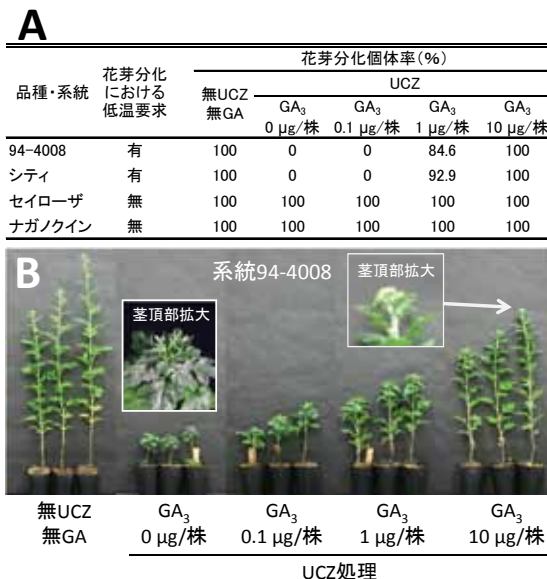 A
花芽分化個体率(%)
品種・系統
花芽分化
における
低温要求
無UCZ
無GA
UCZ
GA3 GA3 GA3 GA3
0 μg/株 0.1 μg/株 1 μg/株 10 μg/株
94-4008 有 100 0 0 84.6 100
シティ 有 100 0 0 92.9 100
セイローザ 無 100 100 100 100 100
ナガノクイン 無 100 100 100 100 100
B
系統94-4008
茎頂部拡大
茎頂部拡大
無UCZ GA3 GA3 GA3 GA3
無GA 0 μg/株 0.1 μg/株 1 μg/株 10 μg/株
UCZ処理